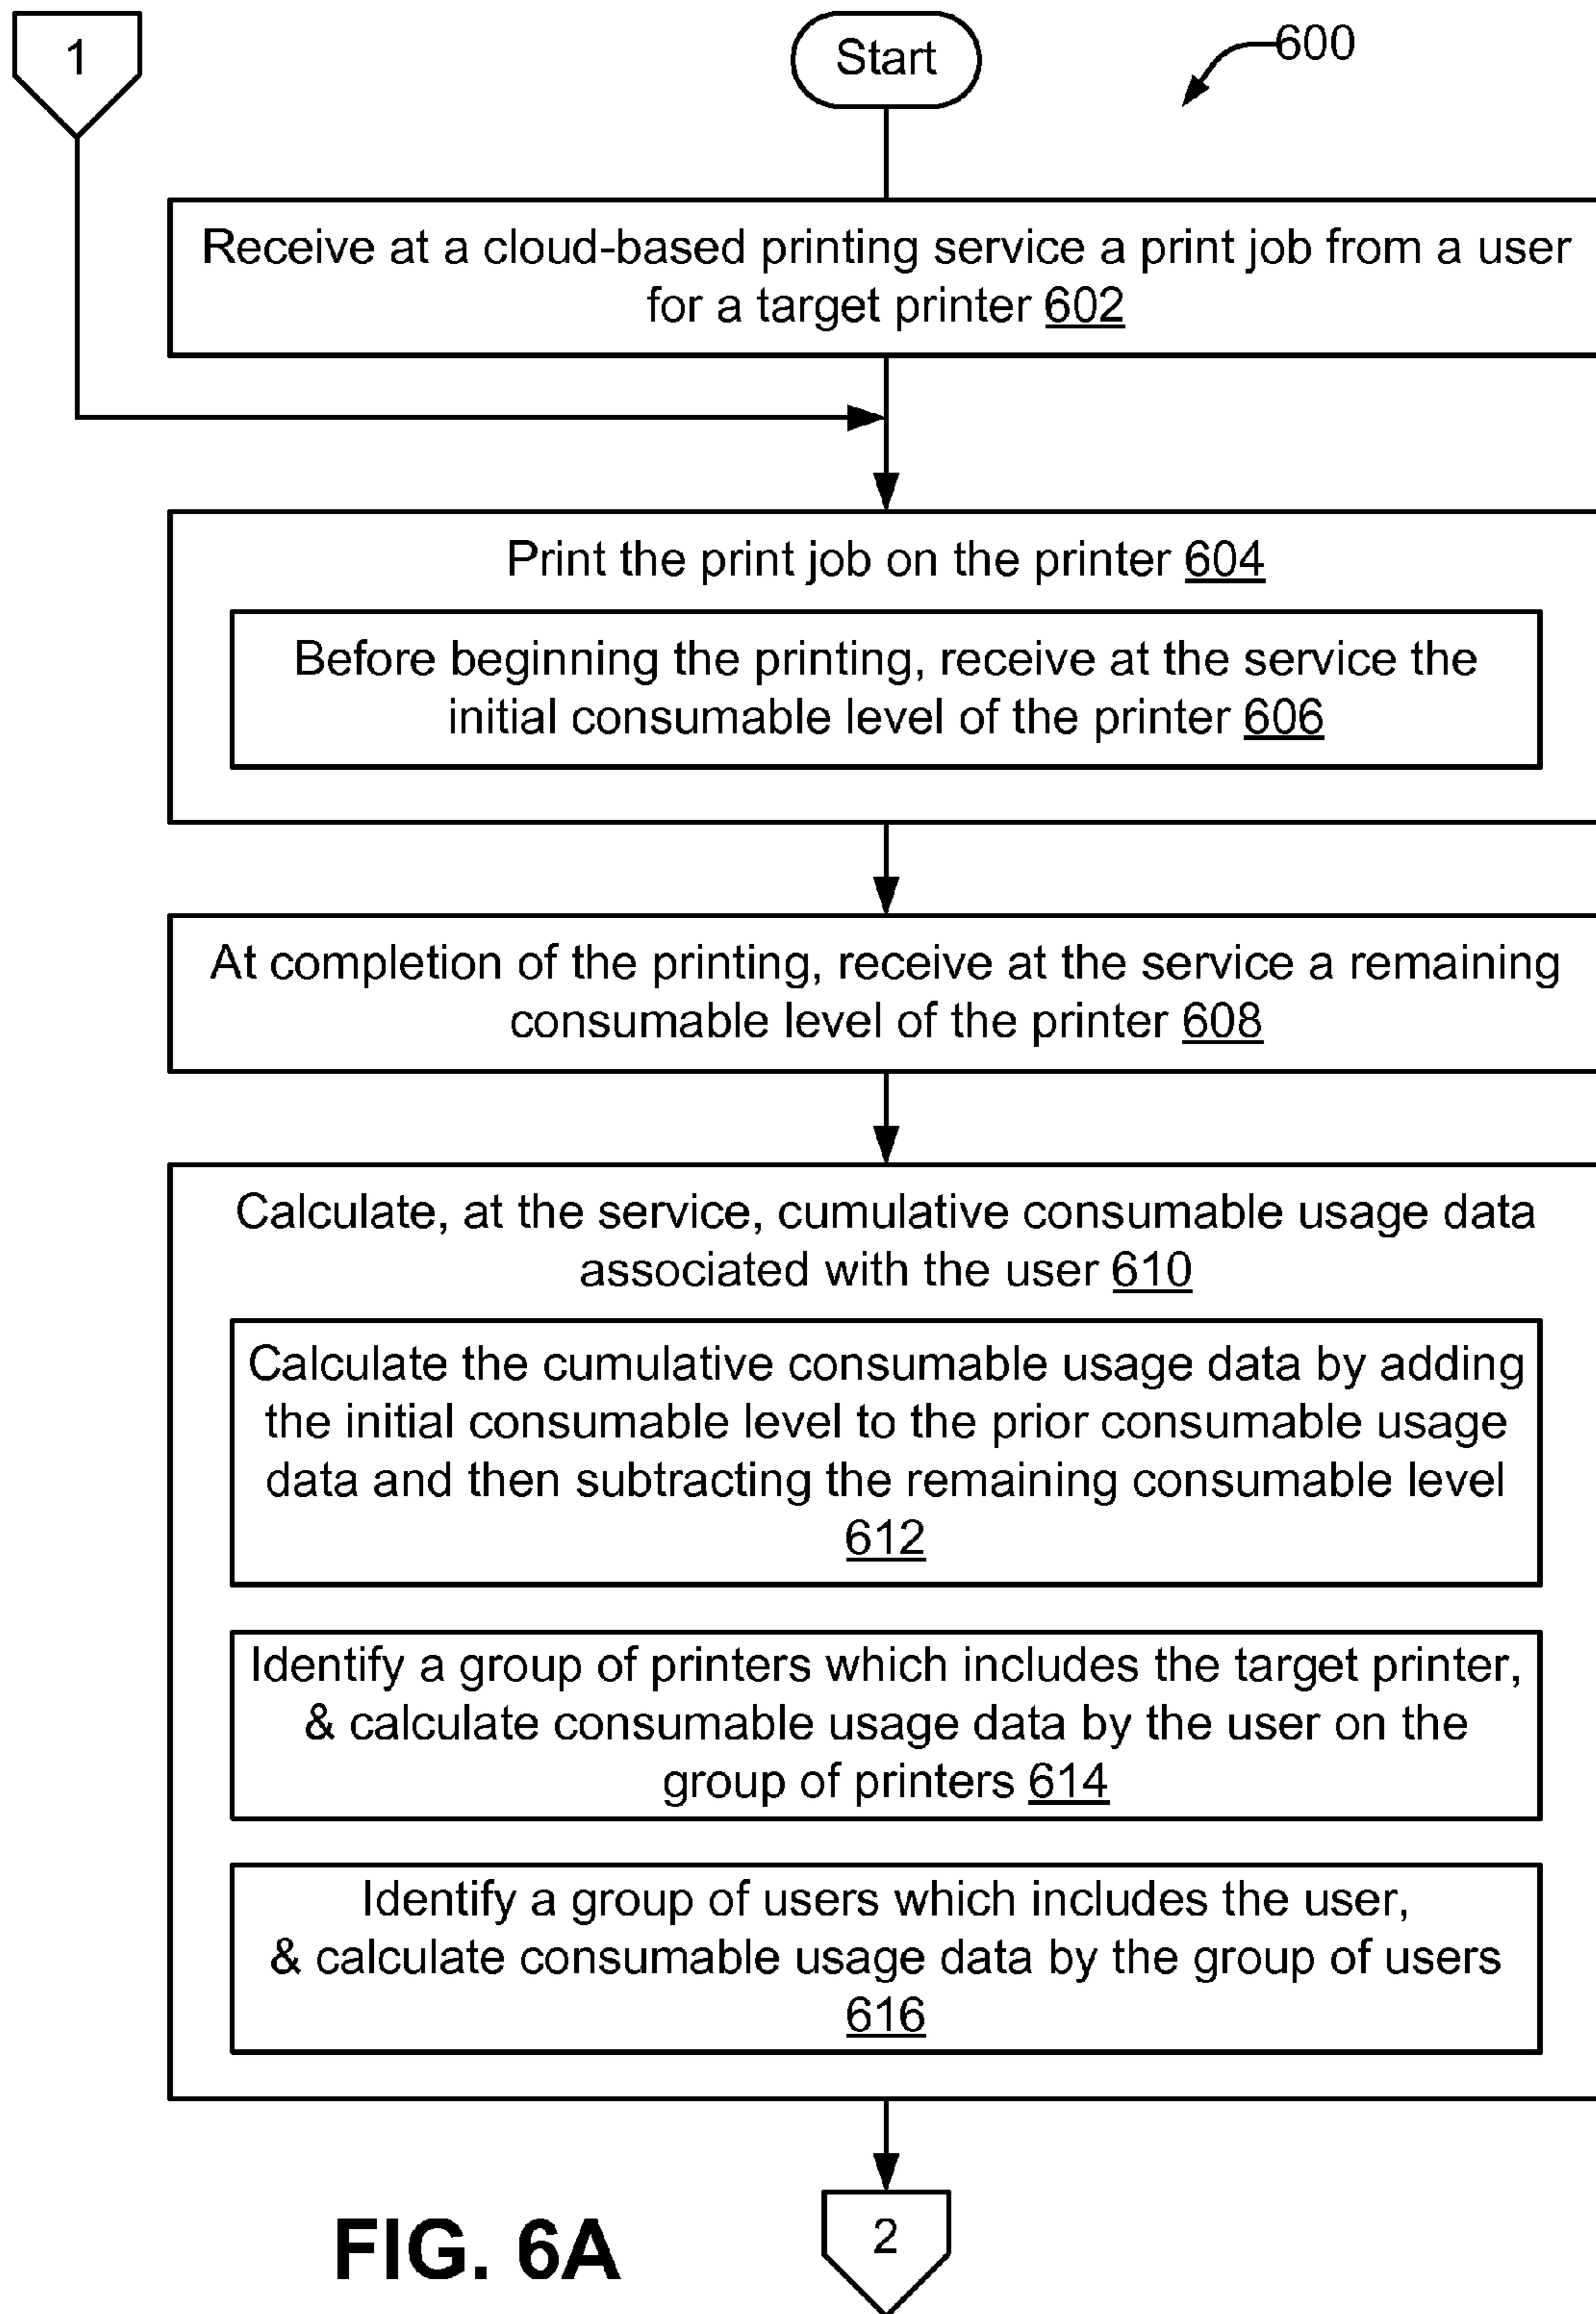 1
Start
600
Receive at a cloud-based printing service a print job from a user
for a target printer 602
Print the print job on the printer 604
Before beginning the printing, receive at the service the
initial consumable level of the printer 606
At completion of the printing, receive at the service a remaining
consumable level of the printer 608
Calculate, at the service, cumulative consumable usage data
associated with the user 610
Calculate the cumulative consumable usage data by adding
the initial consumable level to the prior consumable usage
data and then subtracting the remaining consumable level
612
Identify a group of printers which includes the target printer,
& calculate consumable usage data by the user on the
group of printers 614
Identify a group of users which includes the user,
& calculate consumable usage data by the group of users
616
FIG. 6A
2